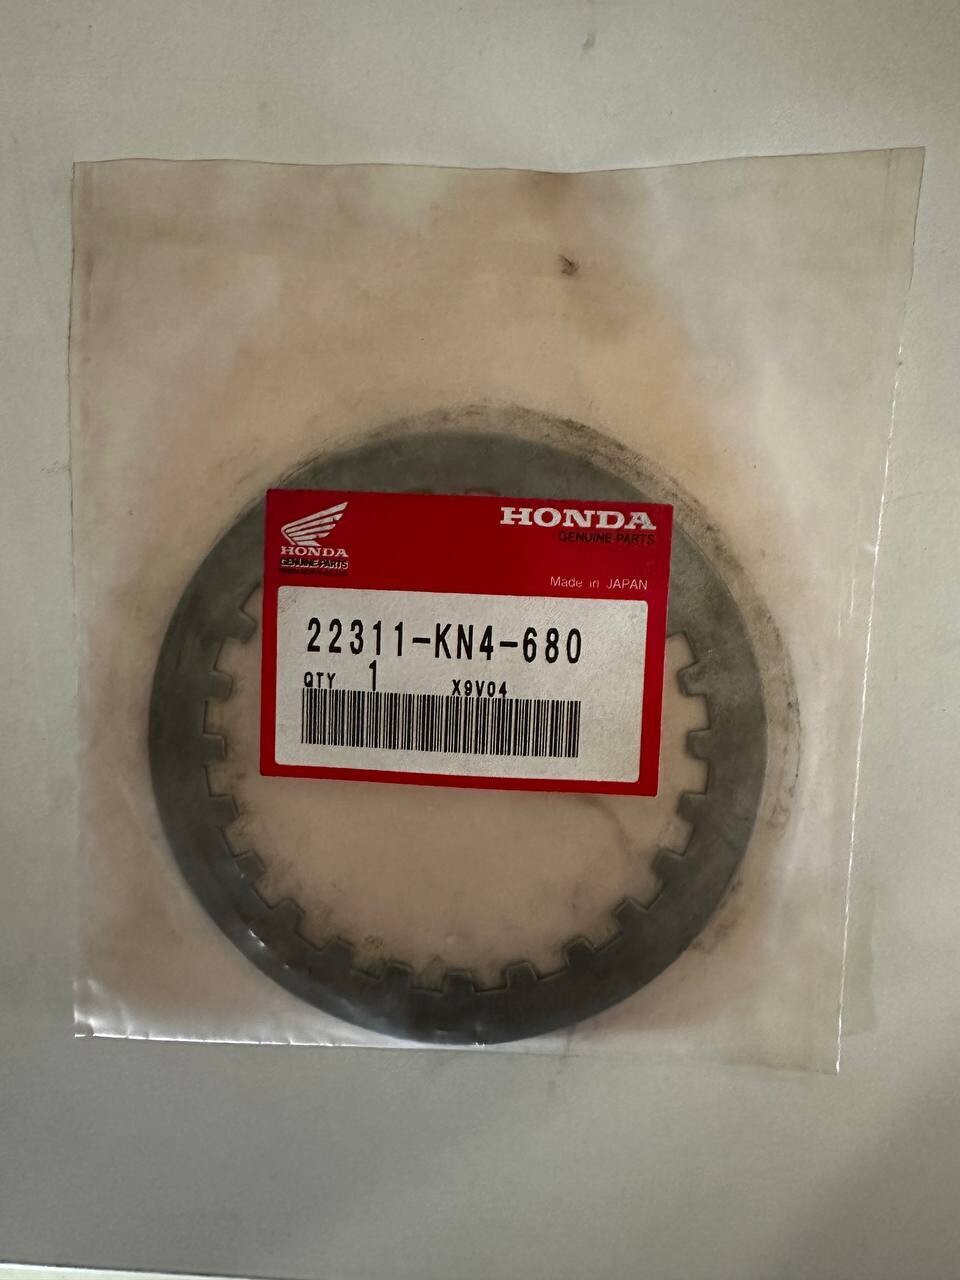 HONDA
GENUINE PARTS
HONDA
GENUINE PARTS
Made in JAPAN
22311-KN4-680
QTY 1 X9V04